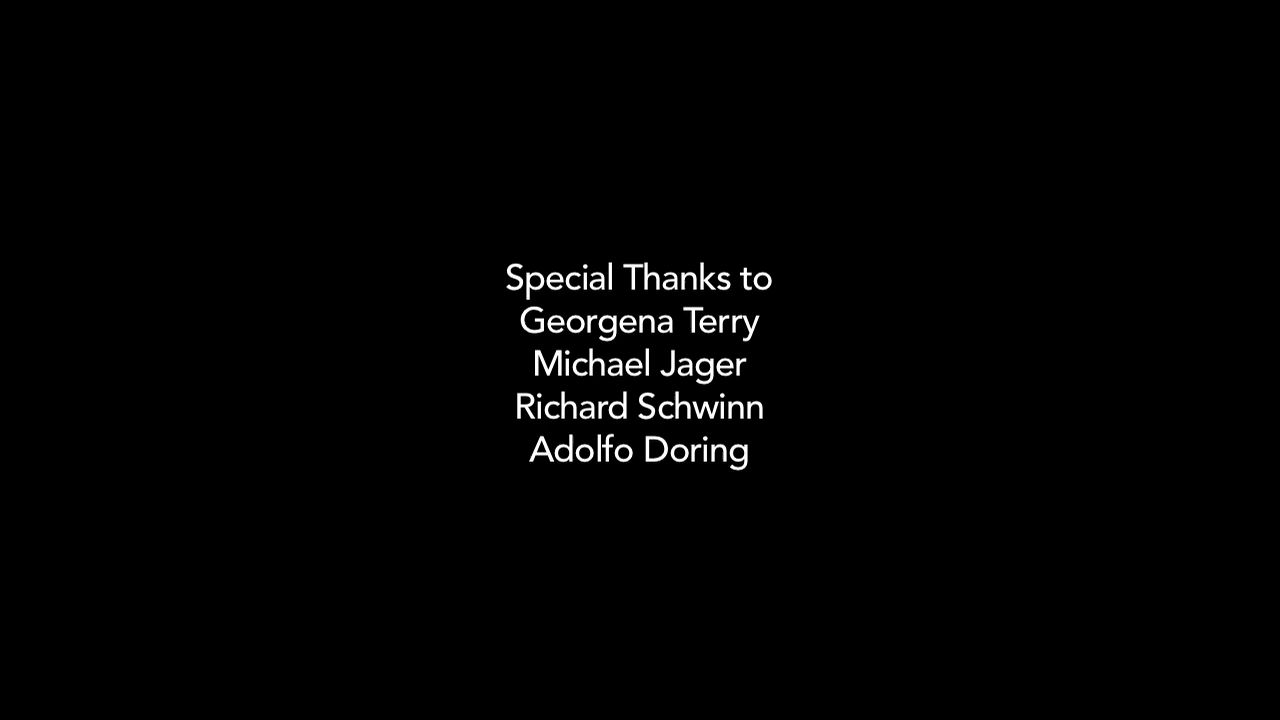 Special Thanks to
Georgena Terry
Michael Jager
Richard Schwinn
Adolfo Doring